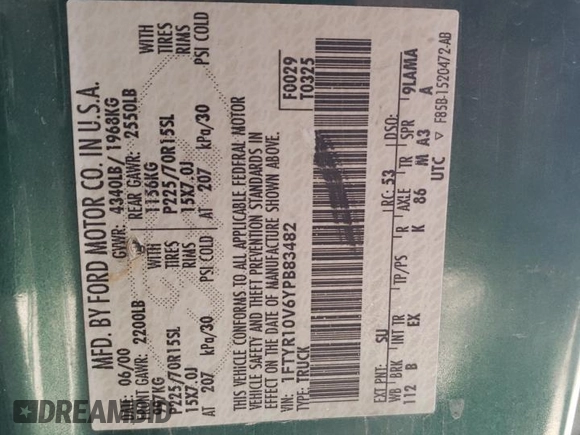 MFD. BY FORD MOTOR CO. IN U.S.A.
06/00 GVWR: 4340LB/ 1968KG
FRONT GAWR: 2200LB REAR GAWR: 2550LB
997KG 1156KG
P225/70R15SL WITH TIRES P225/70R15SL WITH TIRES
15X7.0J RIMS 15X7.0J RIMS
AT 207 kPa/30 PSI COLD AT 207 kPa/30 PSI COLD
THIS VEHICLE CONFORMS TO ALL APPLICABLE FEDERAL MOTOR
VEHICLE SAFETY AND THEFT PREVENTION STANDARDS IN
EFFECT ON THE DATE OF MANUFACTURE SHOWN ABOVE.
F0029
T0325
VIN: 1FTYR10V6YPB83482
TYPE: TRUCK
EXT PNT: SU RC: 53 DSO:
WB BRK INT TR TP/PS R AXLE TR SPR 9LAMA
112 B EX K 86 M A3 A
UTC F85B-1520472-AB
DREAMBID